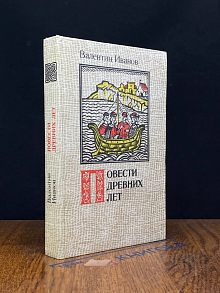 Валентин Иванов
ПОВЕСТИ
ДРЕВНИХ
ЛЕТ
Валентин Иванов
ПОВЕСТИ
ДРЕВНИХ ЛЕТ